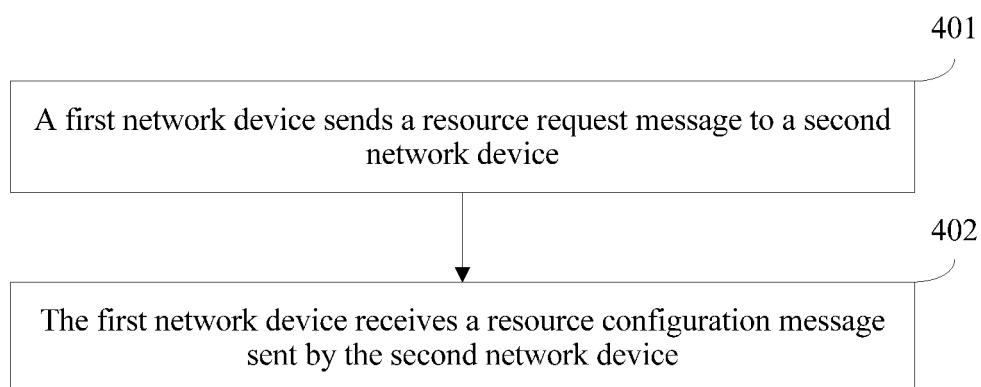 401
A first network device sends a resource request message to a second
network device
402
The first network device receives a resource configuration message
sent by the second network device